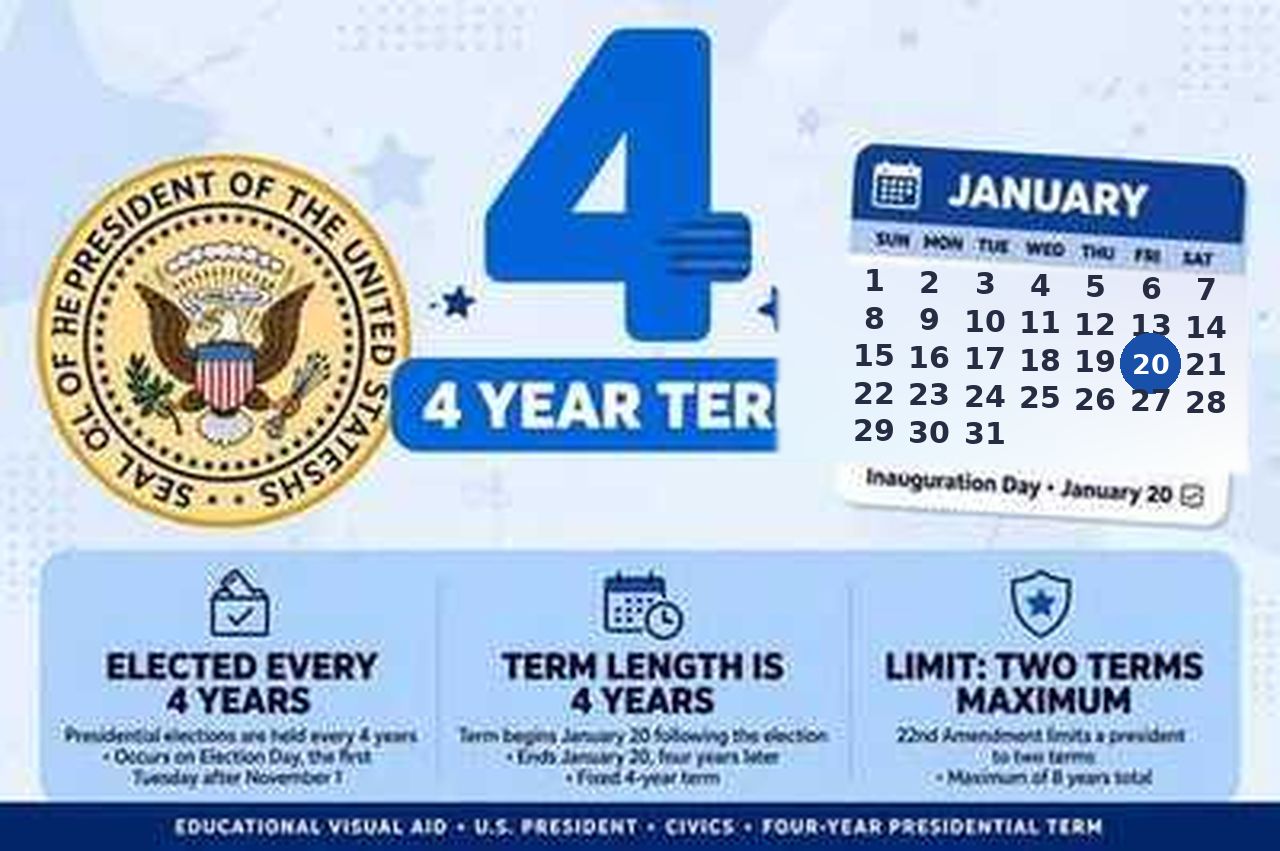 SEAL O.I OF HE PRESIDENT OF THE UNITED STATESHS
4
4 YEAR TER
JANUARY
SUN MON TUE WED THU FRI SAT
1 2 3 4 5 6 7
8 9 10 11 12 13 14
15 16 17 18 19 20 21
22 23 24 25 26 27 28
29 30 31
Inauguration Day • January 20
ELECTED EVERY
4 YEARS
Presidential elections are held every 4 years
• Occurs on Election Day, the first
Tuesday after November 1
TERM LENGTH IS
4 YEARS
Term begins January 20 following the election
• Ends January 20, four years later
• Fixed 4-year term
LIMIT: TWO TERMS
MAXIMUM
22nd Amendment limits a president
to two terms
• Maximum of 8 years total
EDUCATIONAL VISUAL AID • U.S. PRESIDENT • CIVICS • FOUR-YEAR PRESIDENTIAL TERM